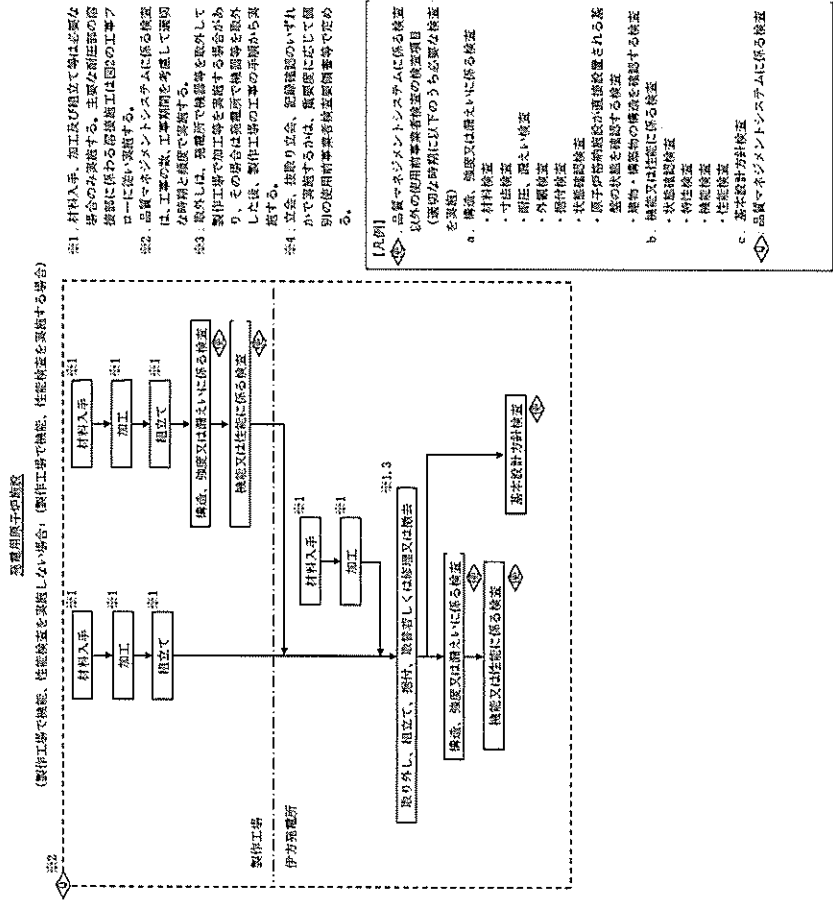 発電用原子炉施設
(製作工場で機能、性能検査を実施しない場合)
(製作工場で機能、性能検査を実施する場合)
※2
Q
材料入手
※1
加工
※1
組立て
※1
材料入手
※1
加工
※1
組立て
※1
構造、強度又は漏えいに係る検査
使
機能又は性能に係る検査
使
製作工場
伊方発電所
材料入手
※1
加工
※1
取り外し、組立て、据付、取替若しくは修理又は撤去
※1,3
構造、強度又は漏えいに係る検査
使
機能又は性能に係る検査
使
基本設計方針検査
使
※1:材料入手、加工及び組立て等は必要な
場合のみ実施する。主要な耐圧部の溶
接部に係わる溶接施工は図2の工事フ
ローに従い実施する。
※2:品質マネジメントシステムに係る検査
は、工事の数、工事期間を考慮して適切
な時期と頻度で実施する。
※3:取外しは、発電所で機器等を取外して
製作工場で加工等を実施する場合があ
り、その場合は発電所で機器等を取外
した後、製作工場の工事の手順から実
施する。
※4:立会、抜取り立会、記録確認のいずれ
かで実施するかは、重要度に応じて個
別の使用前事業者検査要領書等で定め
る。
【凡例】
使:品質マネジメントシステムに係る検査
以外の使用前事業者検査の検査項目
(適切な時期に以下のうち必要な検査
を実施)
a.構造、強度又は漏えいに係る検査
・材料検査
・寸法検査
・耐圧、漏えい検査
・外観検査
・据付検査
・状態確認検査
・原子炉格納施設が直接設置される基
盤の状態を確認する検査
・建物・構築物の構造を確認する検査
b.機能又は性能に係る検査
・状態確認検査
・特性検査
・機能検査
・性能検査
c.基本設計方針検査
Q:品質マネジメントシステムに係る検査